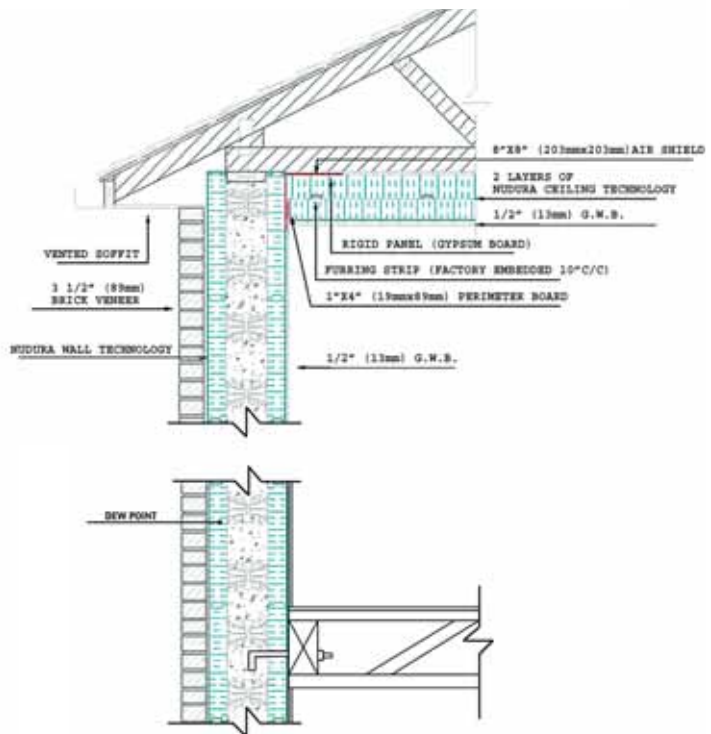 8"X8" (203mmx203mm)AIR SHIELD
2 LAYERS OF
NUDURA CEILING TECHNOLOGY
1/2" (13mm) G.W.B.
RIGID PANEL (GYPSUM BOARD)
VENTED SOFFIT
FURRING STRIP (FACTORY EMBEDDED 10"C/C)
3 1/2" (89mm)
BRICK VENEER
1"X4" (19mmx89mm) PERIMETER BOARD
NUDURA WALL TECHNOLOGY
1/2" (13mm) G.W.B.
DEW POINT